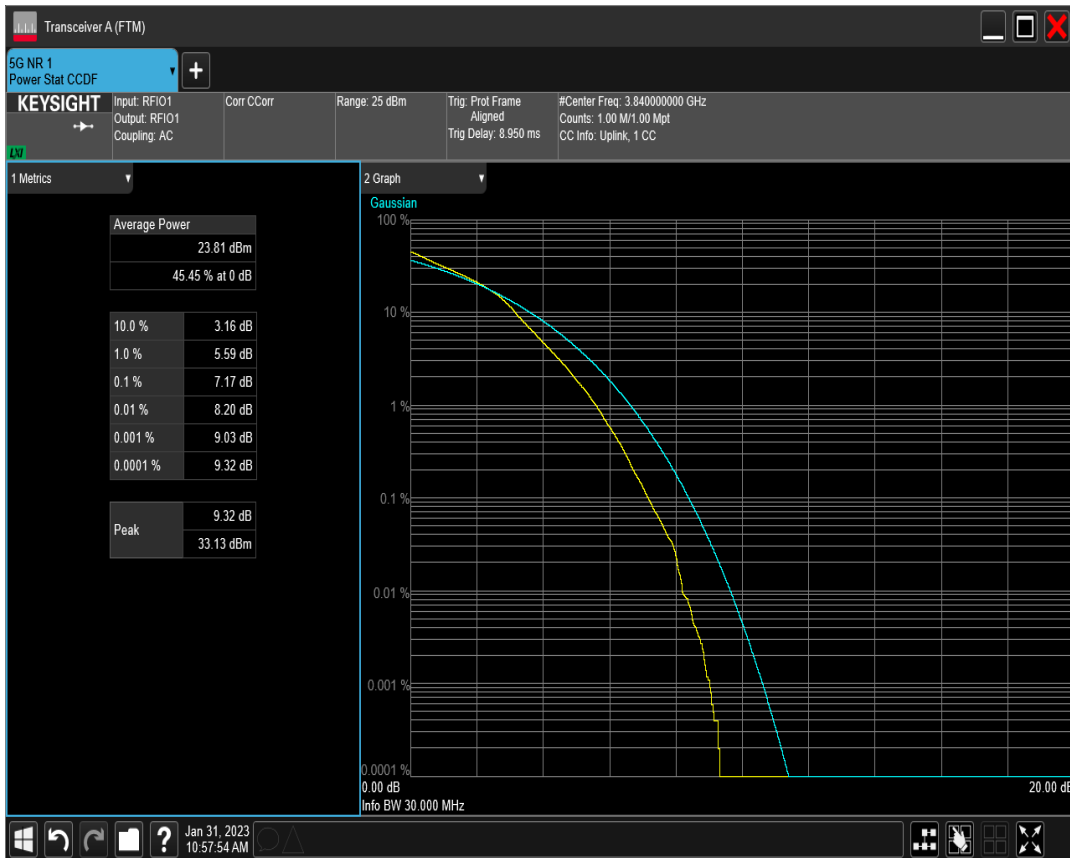 Transceiver A (FTM)
5G NR 1
Power Stat CCDF
+
KEYSIGHT
LXI
Input: RFIO1
Output: RFIO1
Coupling: AC
Corr CCorr
Range: 25 dBm
Trig: Prot Frame
Aligned
Trig Delay: 8.950 ms
#Center Freq: 3.840000000 GHz
Counts: 1.00 M/1.00 Mpt
CC Info: Uplink, 1 CC
1 Metrics
Average Power
23.81 dBm
45.45 % at 0 dB
10.0 % 3.16 dB
1.0 % 5.59 dB
0.1 % 7.17 dB
0.01 % 8.20 dB
0.001 % 9.03 dB
0.0001 % 9.32 dB
Peak
9.32 dB
33.13 dBm
2 Graph
Gaussian
100 %
10 %
1 %
0.1 %
0.01 %
0.001 %
0.0001 %
0.00 dB 20.00 dB
Info BW 30.000 MHz
?
Jan 31, 2023
10:57:54 AM